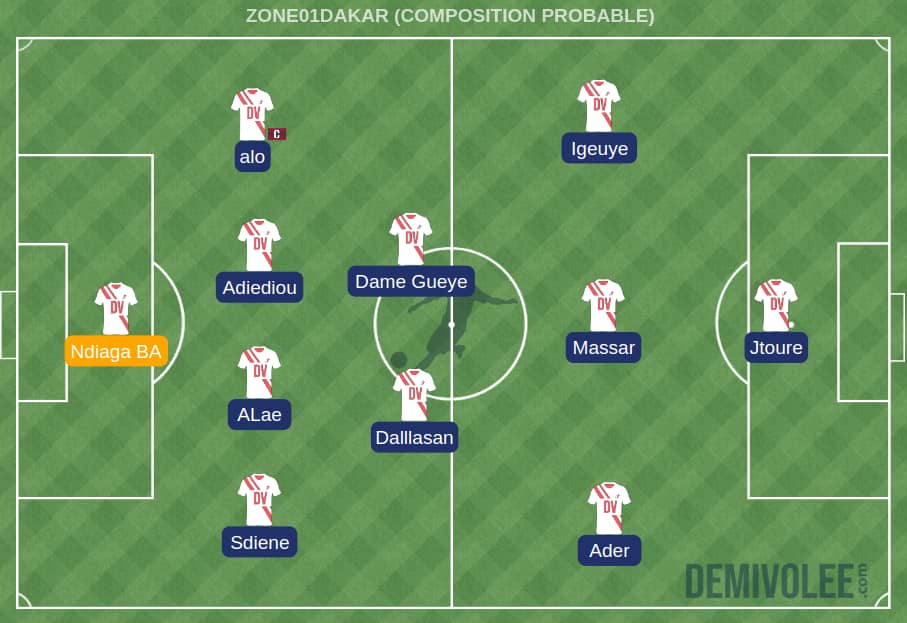 ZONE01DAKAR (COMPOSITION PROBABLE)
DV
C
alo
DV
Igeuye
DV
Adiediou
DV
Dame Gueye
DV
Ndiaga BA
DV
Massar
DV
Jtoure
DV
ALae
DV
Dalllasan
DV
Sdiene
DV
Ader
DEMIVOLEE.com